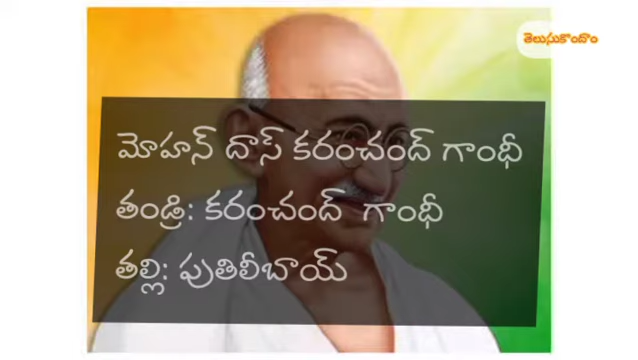 తెలుసుకొందాం
మోహన్ దాస్ కరంచంద్ గాంధీ
తండ్రి: కరంచంద్ గాంధీ
తల్లి: పుతిలీబాయ్